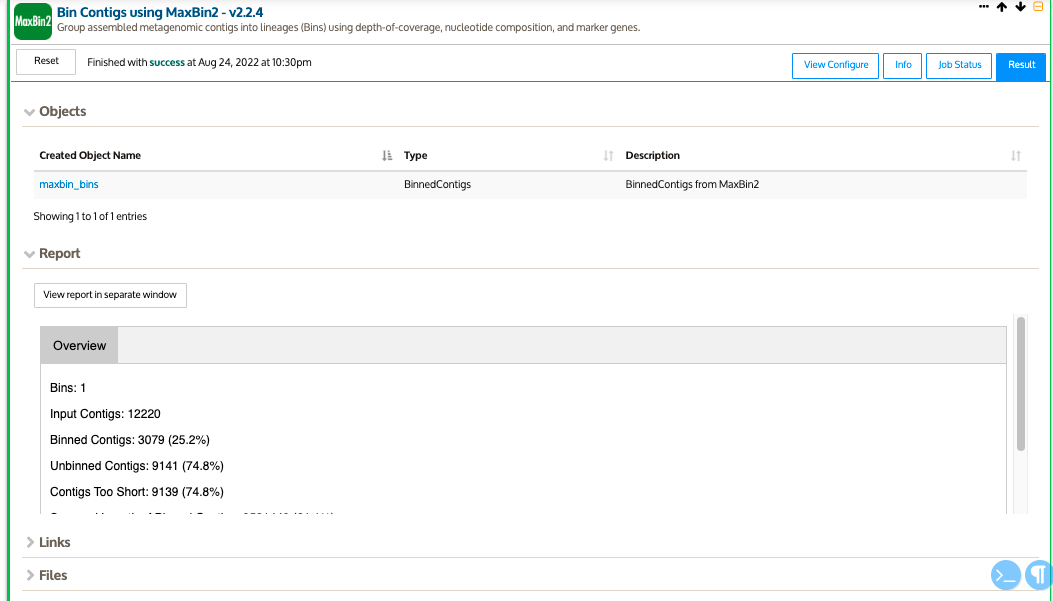 MaxBin2
Bin Contigs using MaxBin2 - v2.2.4
Group assembled metagenomic contigs into lineages (Bins) using depth-of-coverage, nucleotide composition, and marker genes.
Reset
Finished with success at Aug 24, 2022 at 10:30pm
View Configure
Info
Job Status
Result
Objects
Created Object Name Type Description
maxbin_bins BinnedContigs BinnedContigs from MaxBin2
Showing 1 to 1 of 1 entries
Report
View report in separate window
Overview
Bins: 1
Input Contigs: 12220
Binned Contigs: 3079 (25.2%)
Unbinned Contigs: 9141 (74.8%)
Contigs Too Short: 9139 (74.8%)
Links
Files